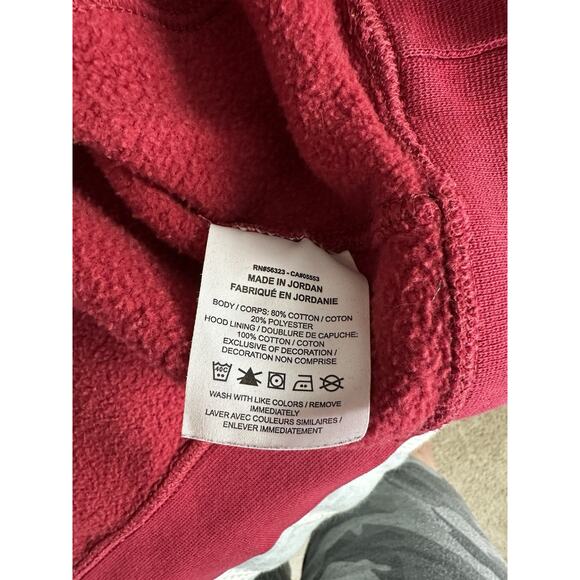 RN#56323 - CA#05553
MADE IN JORDAN
FABRIQUÉ EN JORDANIE
BODY / CORPS: 80% COTTON / COTON
20% POLYESTER
HOOD LINING / DOUBLURE DE CAPUCHE:
100% COTTON / COTON
EXCLUSIVE OF DECORATION /
DECORATION NON COMPRISE
40C
WASH WITH LIKE COLORS / REMOVE
IMMEDIATELY
LAVER AVEC COULEURS SIMILAIRES /
ENLEVER IMMEDIATEMENT